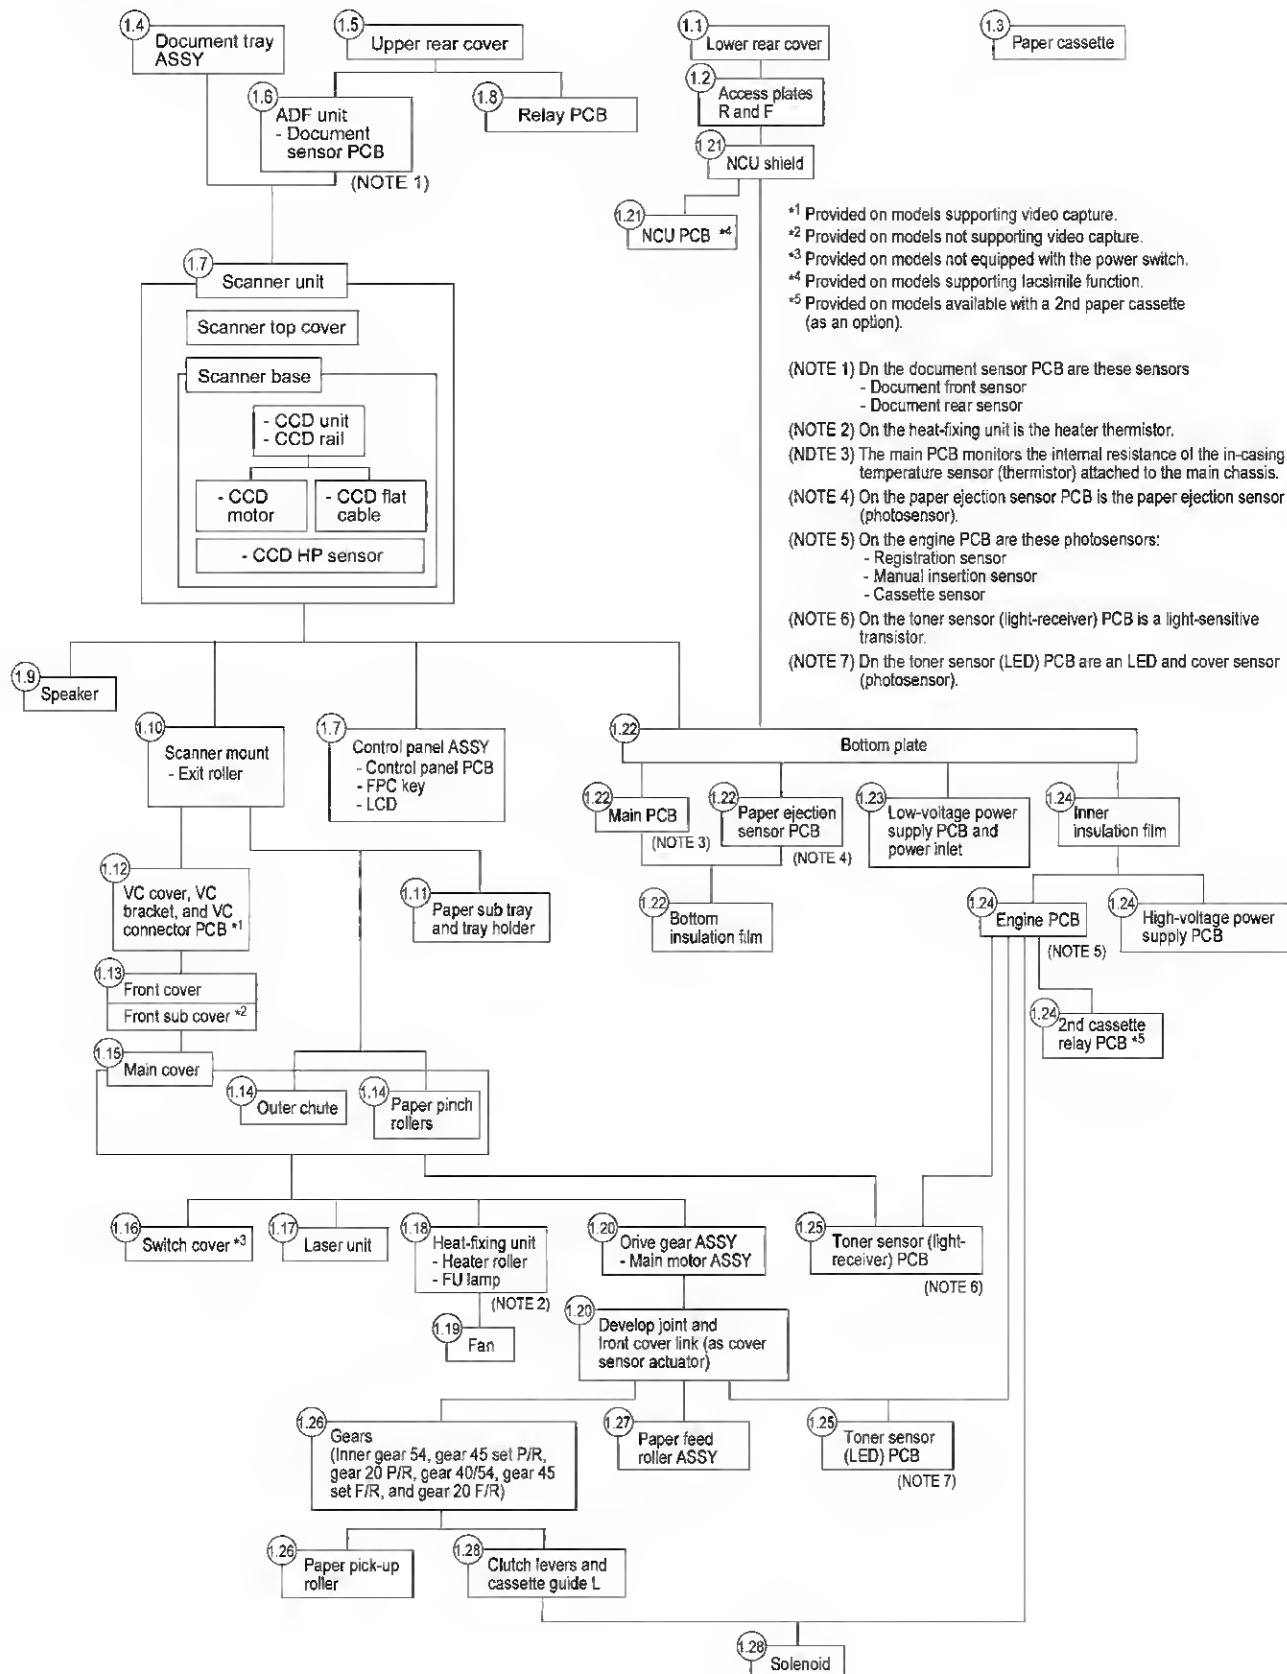 1.4
Document tray
ASSY
1.5
Upper rear cover
1.1
Lower rear cover
1.3
Paper cassette
1.6
ADF unit
- Document
sensor PCB
(NOTE 1)
1.8
Relay PCB
1.2
Access plates
R and F
1.21
NCU shield
1.21
NCU PCB *4
*1 Provided on models supporting video capture.
*2 Provided on models not supporting video capture.
*3 Provided on models not equipped with the power switch.
*4 Provided on models supporting lacsimile function.
*5 Provided on models available with a 2nd paper cassette
(as an option).
(NOTE 1) On the document sensor PCB are these sensors
- Document front sensor
- Document rear sensor
(NOTE 2) On the heat-fixing unit is the heater thermistor.
(NDTE 3) The main PCB monitors the internal resistance of the in-casing
temperature sensor (thermistor) attached to the main chassis.
(NOTE 4) On the paper ejection sensor PCB is the paper ejection sensor
(photosensor).
(NOTE 5) On the engine PCB are these photosensors:
- Registration sensor
- Manual insertion sensor
- Cassette sensor
(NOTE 6) On the toner sensor (light-receiver) PCB is a light-sensitive
transistor.
(NOTE 7) Dn the toner sensor (LED) PCB are an LED and cover sensor
(photosensor).
1.7
Scanner unit
Scanner top cover
Scanner base
- CCD unit
- CCD rail
- CCD
motor
- CCD flat
cable
- CCD HP sensor
1.9
Speaker
1.10
Scanner mount
- Exit roller
1.7
Control panel ASSY
- Control panel PCB
- FPC key
- LCD
1.22
Bottom plate
1.22
Main PCB
(NOTE 3)
1.22
Paper ejection
sensor PCB
(NOTE 4)
1.23
Low-voltage power
supply PCB and
power inlet
1.24
Inner
insulation film
1.12
VC cover, VC
bracket, and VC
connector PCB *1
1.11
Paper sub tray
and tray holder
1.22
Bottom
insulation film
1.24
Engine PCB
(NOTE 5)
1.24
High-voltage power
supply PCB
1.13
Front cover
Front sub cover *2
1.24
2nd cassette
relay PCB *5
1.15
Main cover
1.14
Outer chute
1.14
Paper pinch
rollers
1.16
Switch cover *3
1.17
Laser unit
1.18
Heat-fixing unit
- Heater roller
- FU lamp
(NOTE 2)
1.20
Orive gear ASSY
- Main motor ASSY
1.25
Toner sensor (light-
receiver) PCB
(NOTE 6)
1.19
Fan
1.20
Develop joint and
lront cover link (as cover
sensor actuator)
1.26
Gears
(Inner gear 54, gear 45 set P/R,
gear 20 P/R, gear 40/54, gear 45
set F/R, and gear 20 F/R)
1.27
Paper feed
roller ASSY
1.25
Toner sensor
(LED) PCB
(NOTE 7)
1.26
Paper pick-up
roller
1.28
Clutch levers and
cassette guide L
1.28
Solenoid